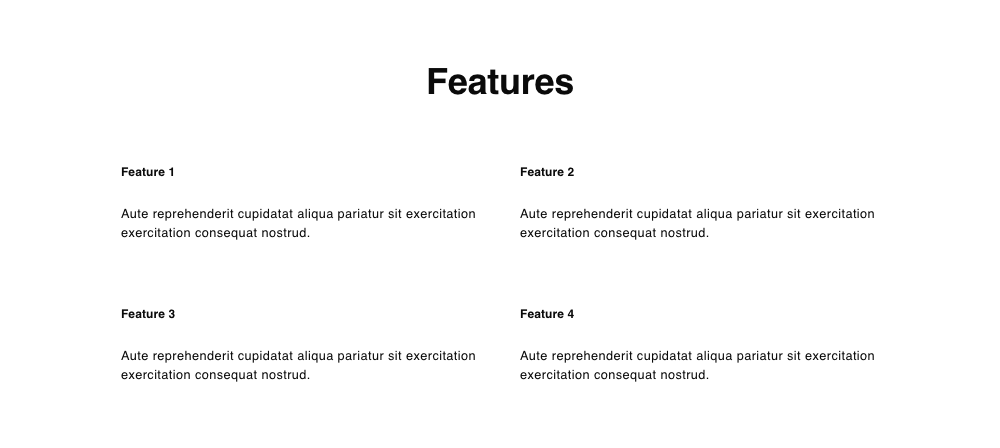 Features
Feature 1
Aute reprehenderit cupidatat aliqua pariatur sit exercitation
exercitation consequat nostrud.
Feature 2
Aute reprehenderit cupidatat aliqua pariatur sit exercitation
exercitation consequat nostrud.
Feature 3
Aute reprehenderit cupidatat aliqua pariatur sit exercitation
exercitation consequat nostrud.
Feature 4
Aute reprehenderit cupidatat aliqua pariatur sit exercitation
exercitation consequat nostrud.